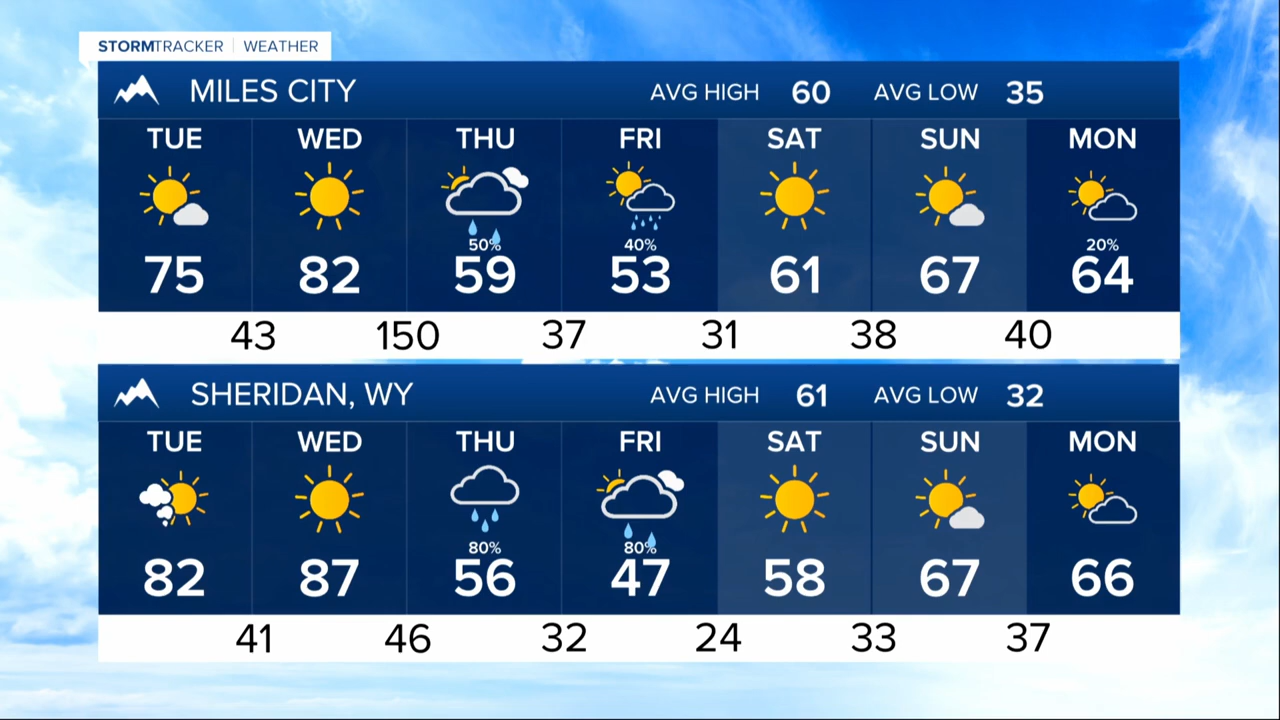 STORMTRACKER | WEATHER
MILES CITY AVG HIGH 60 AVG LOW 35
TUE WED THU FRI SAT SUN MON
50% 40% 20%
75 82 59 53 61 67 64
43 150 37 31 38 40
SHERIDAN, WY AVG HIGH 61 AVG LOW 32
TUE WED THU FRI SAT SUN MON
80% 80%
82 87 56 47 58 67 66
41 46 32 24 33 37